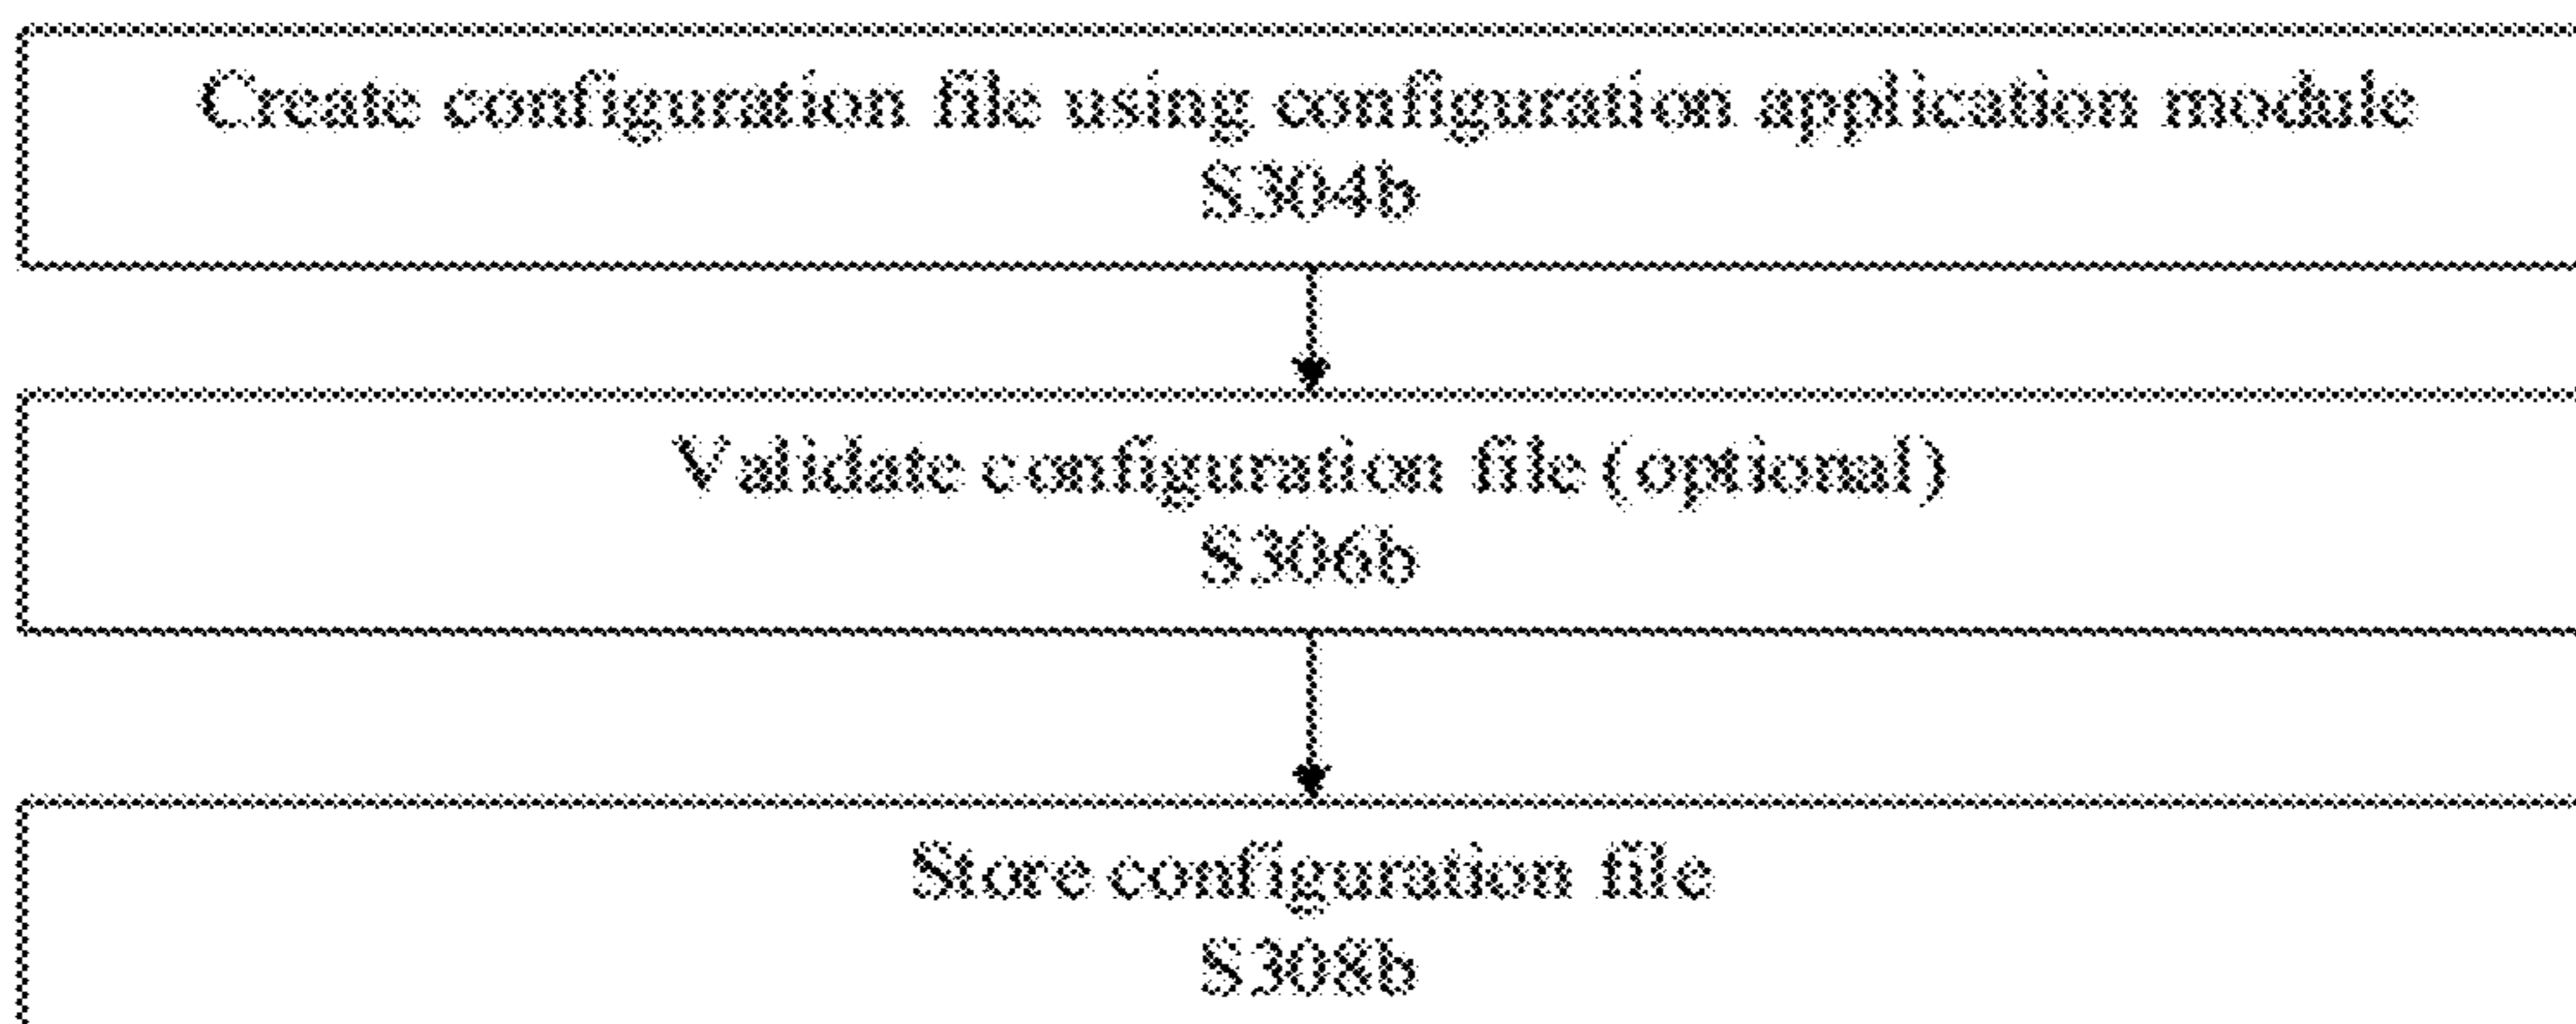 Create configuration file using configuration application module
S304b
Validate configuration file (optional)
S306b
Store configuration file
S308b